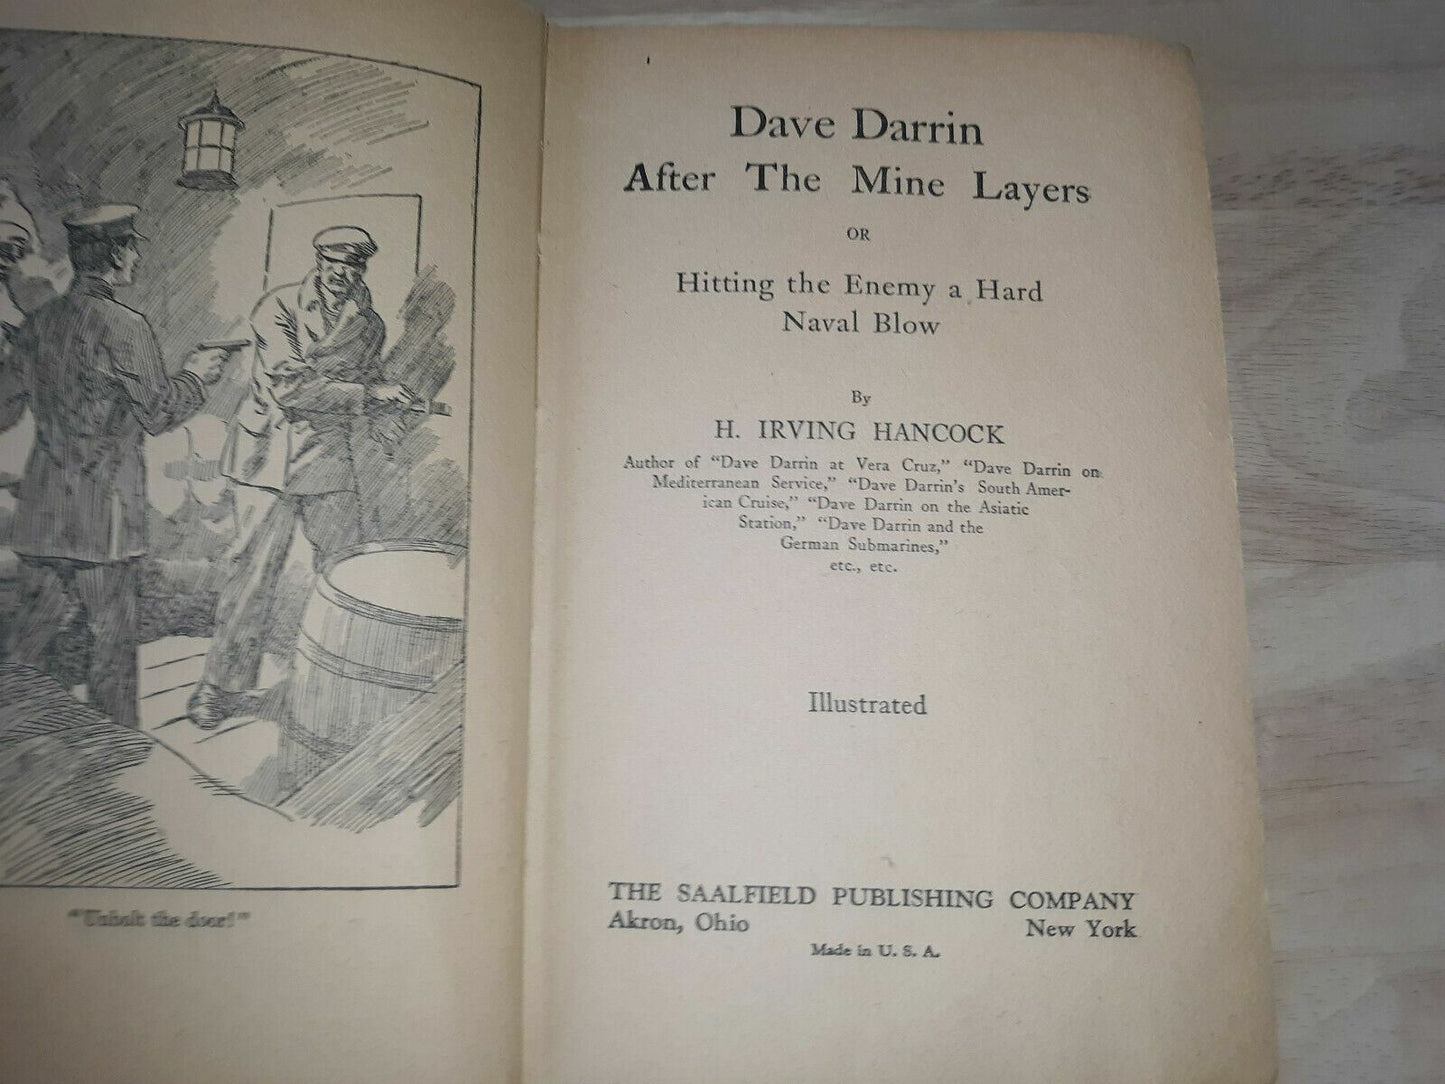 "Unbolt the door!"
Dave Darrin
After The Mine Layers
OR
Hitting the Enemy a Hard
Naval Blow
By
H. IRVING HANCOCK
Author of "Dave Darrin at Vera Cruz," "Dave Darrin on
Mediterranean Service," "Dave Darrin's South Amer-
ican Cruise," "Dave Darrin on the Asiatic
Station," "Dave Darrin and the
German Submarines,"
etc., etc.
Illustrated
THE SAALFIELD PUBLISHING COMPANY
Akron, Ohio New York
Made in U. S. A.